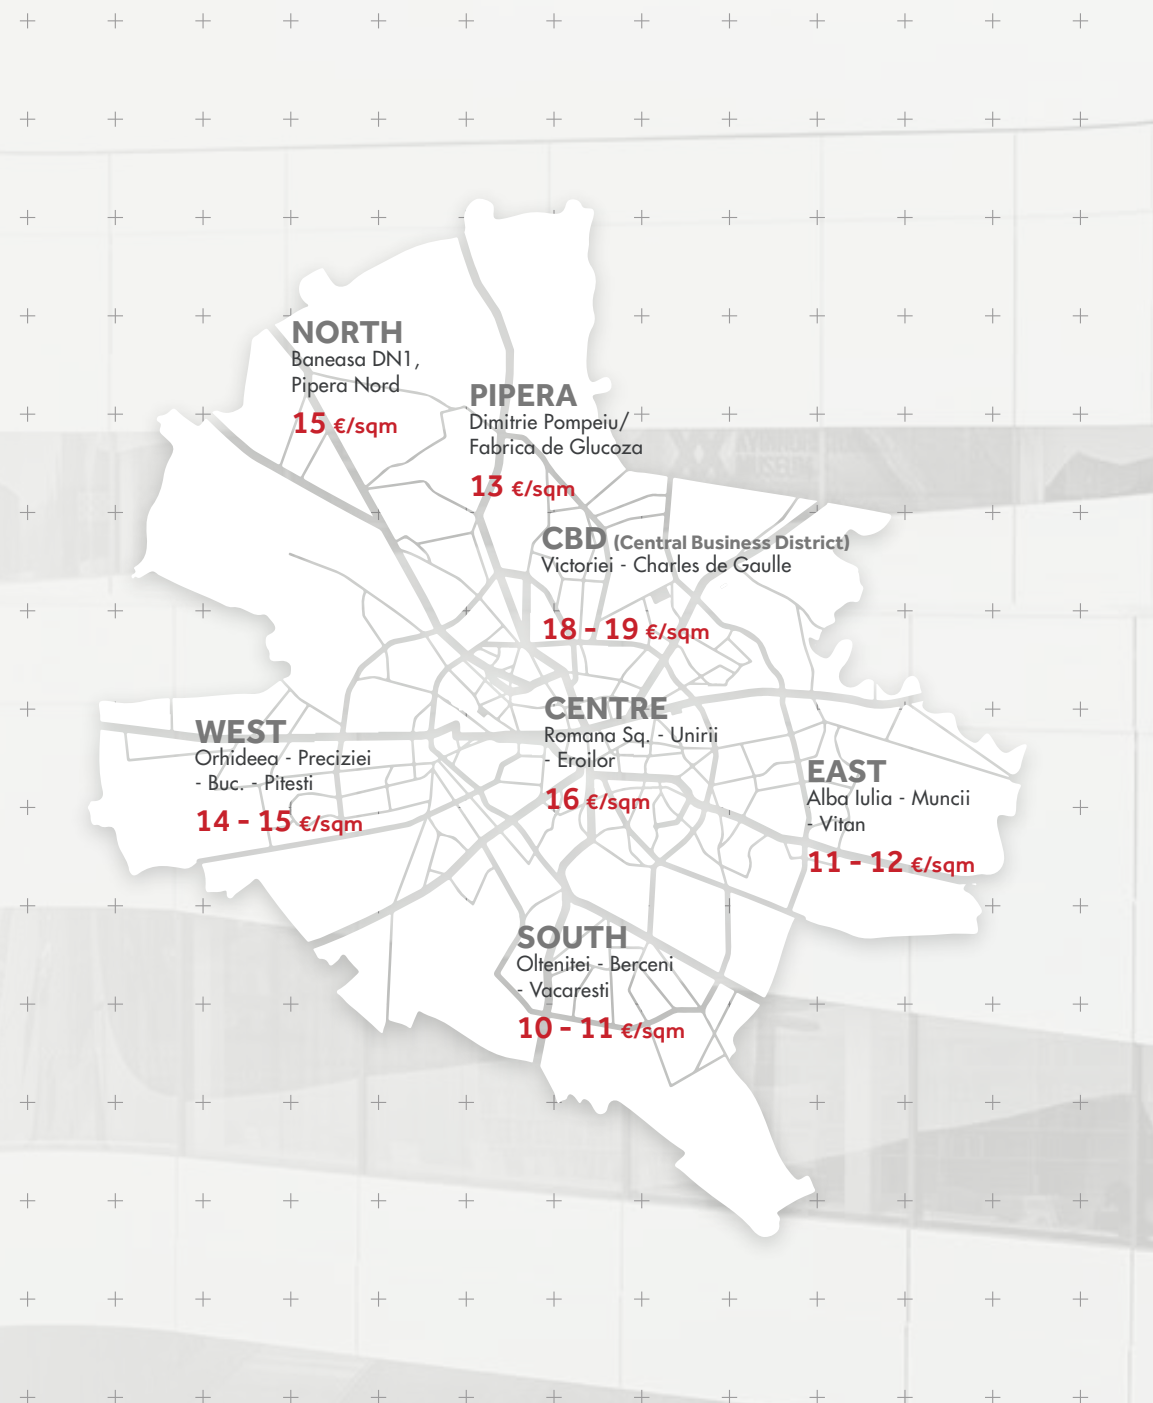 NORTH
Baneasa DN1,
Pipera Nord
15 €/sqm
PIPERA
Dimitrie Pompeiu/
Fabrica de Glucoza
13 €/sqm
CBD (Central Business District)
Victoriei - Charles de Gaulle
18 - 19 €/sqm
CENTRE
Romana Sq. - Unirii
- Eroilor
16 €/sqm
WEST
Orhideea - Preciziei
- Buc. - Pitesti
14 - 15 €/sqm
EAST
Alba Iulia - Muncii
- Vitan
11 - 12 €/sqm
SOUTH
Oltenitei - Berceni
- Vacaresti
10 - 11 €/sqm